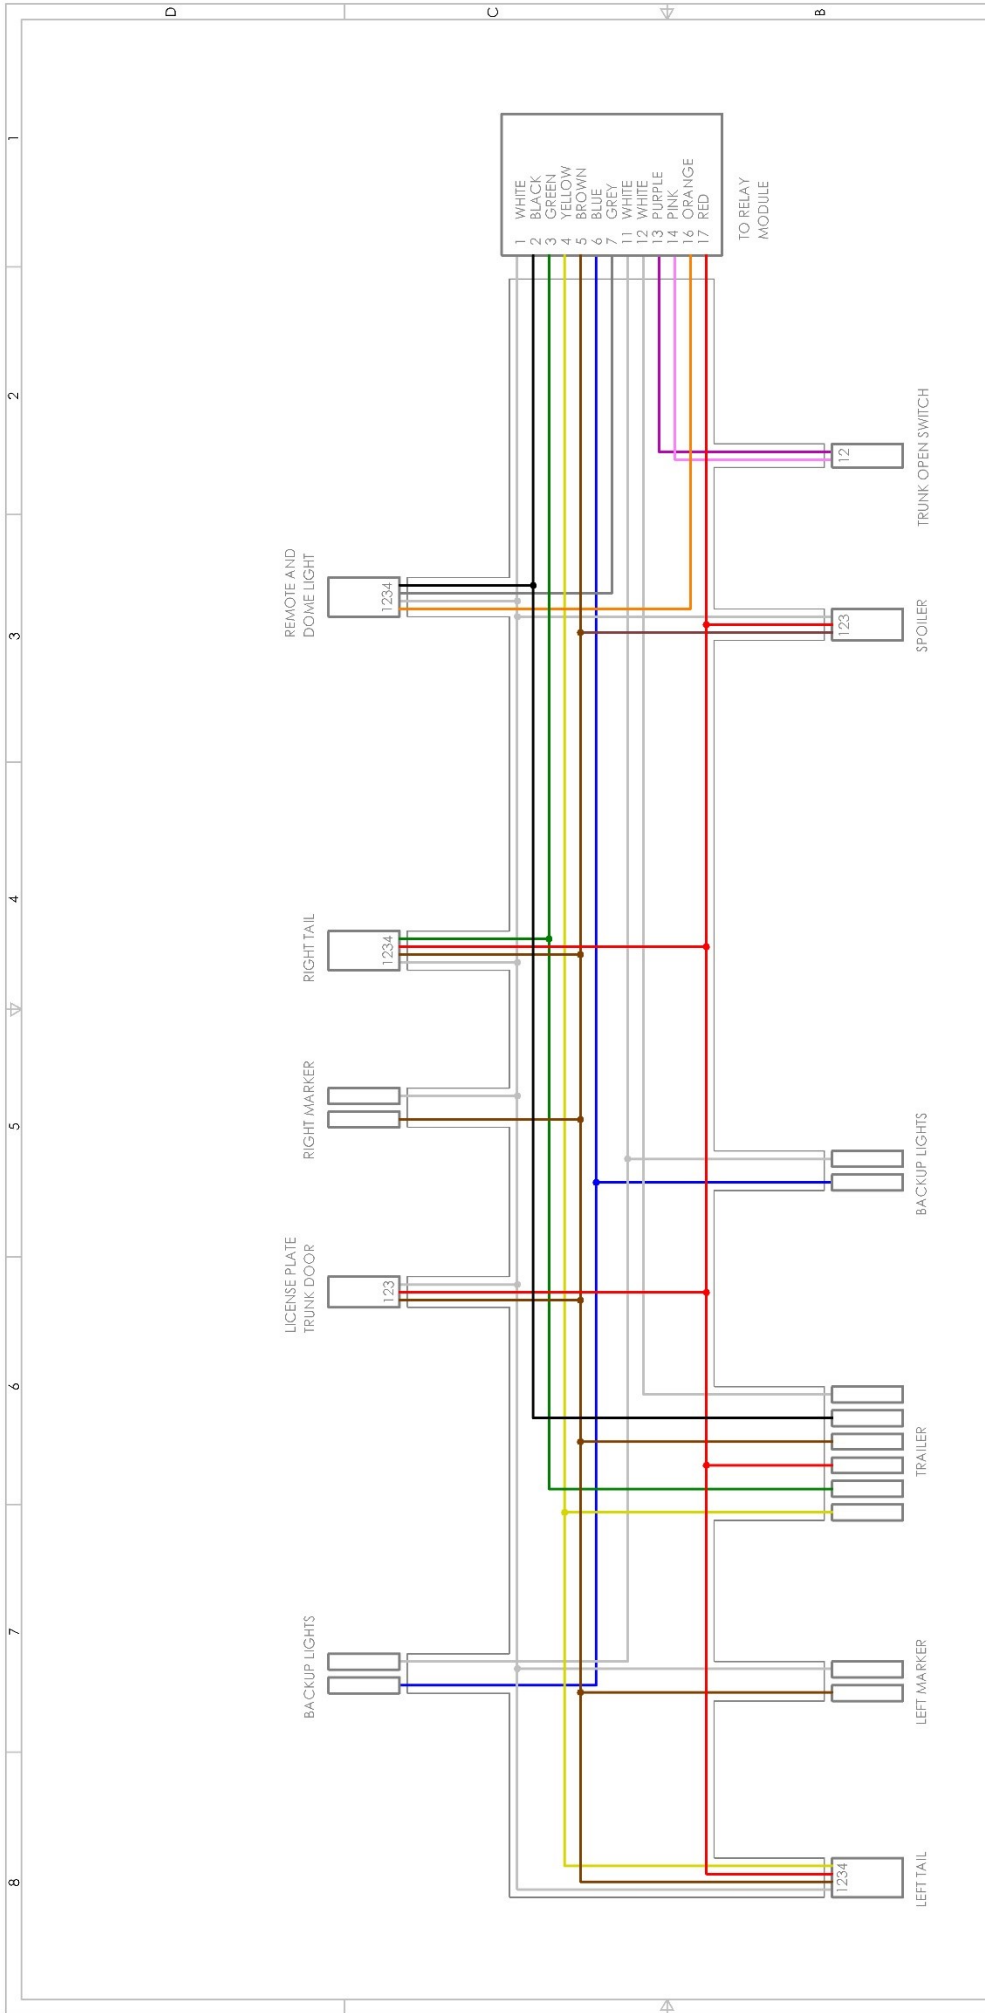 D
C
B
1
2
3
4
5
6
7
8
1 WHITE
2 BLACK
3 GREEN
4 YELLOW
5 BROWN
6 BLUE
7 GREY
11 WHITE
12 WHITE
13 PURPLE
14 PINK
16 ORANGE
17 RED
TO RELAY
MODULE
12
TRUNK OPEN SWITCH
REMOTE AND
DOME LIGHT
1234
123
SPOILER
RIGHT TAIL
1234
RIGHT MARKER
BACKUP LIGHTS
LICENSE PLATE
TRUNK DOOR
123
TRAILER
BACKUP LIGHTS
LEFT MARKER
1234
LEFT TAIL